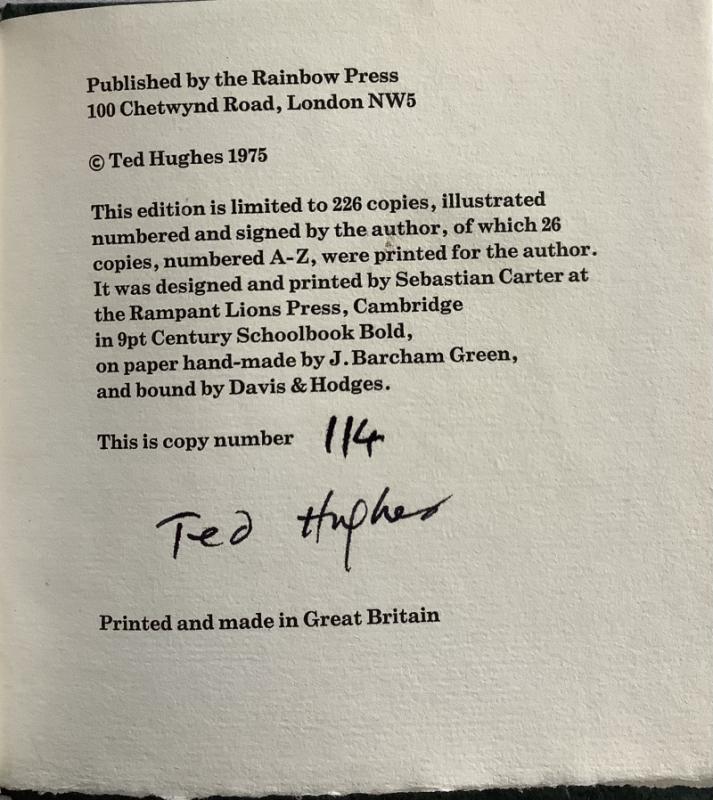 Published by the Rainbow Press
100 Chetwynd Road, London NW5
© Ted Hughes 1975
This edition is limited to 226 copies, illustrated
numbered and signed by the author, of which 26
copies, numbered A-Z, were printed for the author.
It was designed and printed by Sebastian Carter at
the Rampant Lions Press, Cambridge
in 9pt Century Schoolbook Bold,
on paper hand-made by J. Barcham Green,
and bound by Davis & Hodges.
This is copy number 114
Ted Hughes
Printed and made in Great Britain